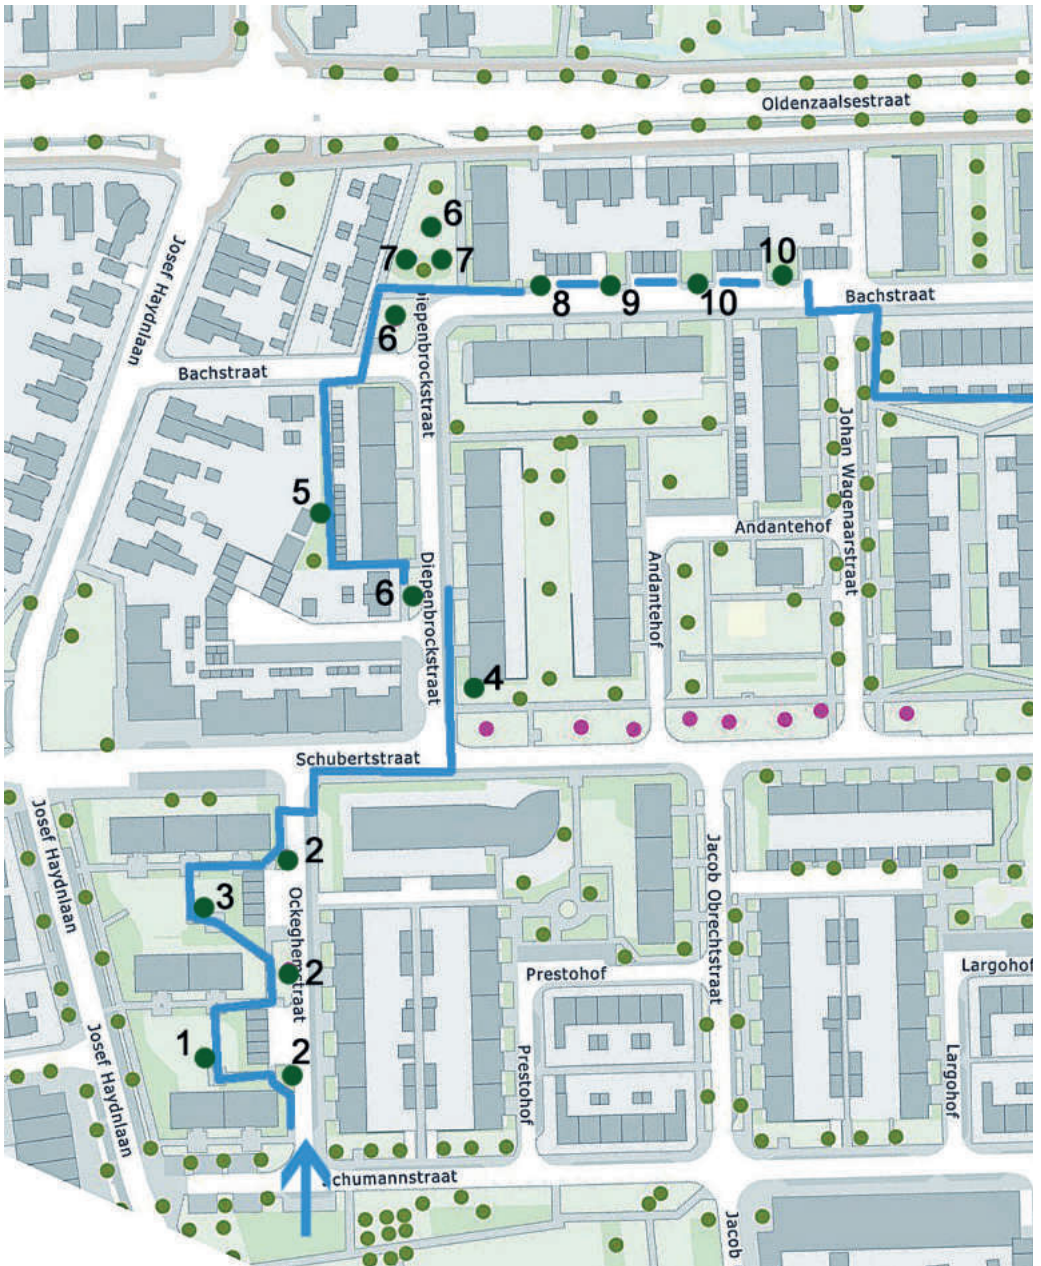 Oldenzaalsestraat
6
7
7
10
8
9
10
Bachstraat
Josef Haydnlaan
6
Diepenbrockstraat
Bachstraat
Johan Wagenaarstraat
5
Andantehof
Diepenbrockstraat
Andantehof
6
4
Schubertstraat
Josef Haydnlaan
2
Jacob Obrechtstraat
3
Ockeghemstraat
2
Prestohof
Largohof
1
2
Josef Haydnlaan
Prestohof
Largohof
chumannstraat
Jacob